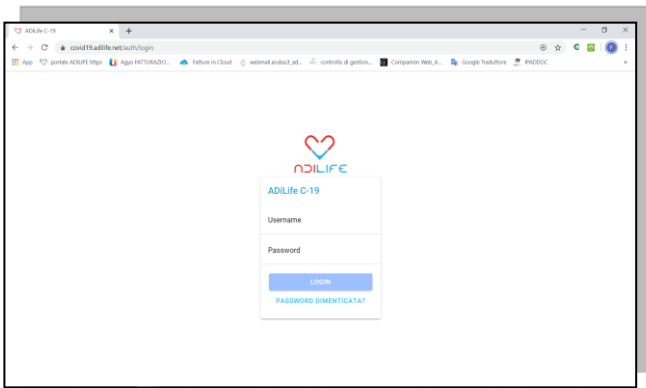 ADiLife C-19
covid19.adilife.net/auth/login
App portale ADILIFE https Agyo FATTURAZIO... Fatture in Cloud webmail.aruba.it_ad... controllo di gestion... Companion Web_A... Google Traduttore IPADDOC
ADILIFE
ADiLife C-19
Username
Password
LOGIN
PASSWORD DIMENTICATA?